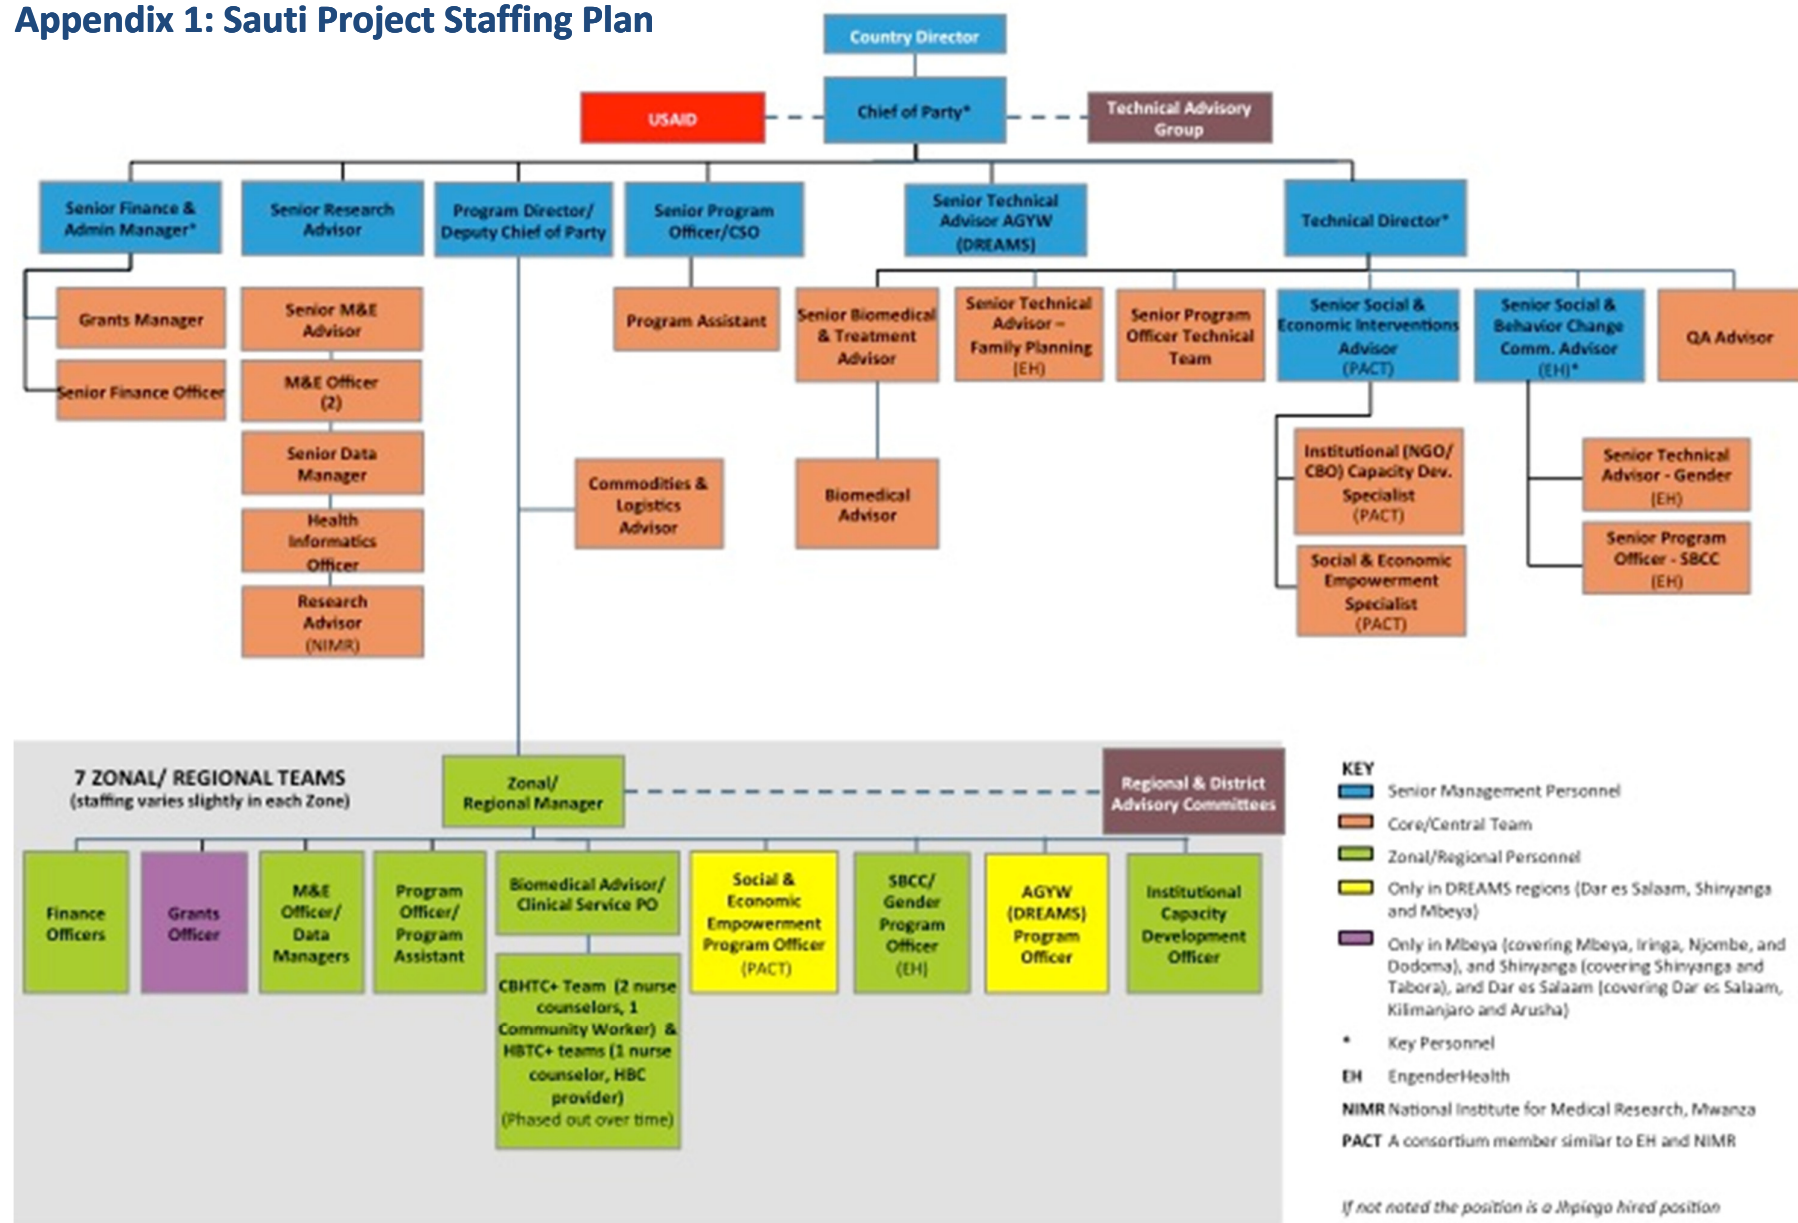 Appendix 1: Sauti Project Staffing Plan
Country Director
USAID
Chief of Party*
Technical Advisory
Group
Senior Finance &
Admin Manager*
Senior Research
Advisor
Program Director/
Deputy Chief of Party
Senior Program
Officer/CSO
Senior Technical
Advisor AGYW
(DREAMS)
Technical Director*
Grants Manager
Senior Finance Officer
Senior M&E
Advisor
M&E Officer
(2)
Senior Data
Manager
Health
Informatics
Officer
Research
Advisor
(NIMR)
Program Assistant
Commodities &
Logistics
Advisor
Senior Biomedical
& Treatment
Advisor
Biomedical
Advisor
Senior Technical
Advisor –
Family Planning
(EH)
Senior Program
Officer Technical
Team
Senior Social &
Economic Interventions
Advisor
(PACT)
Institutional (NGO/
CBO) Capacity Dev.
Specialist
(PACT)
Social & Economic
Empowerment
Specialist
(PACT)
Senior Social &
Behavior Change
Comm. Advisor
(EH)*
Senior Technical
Advisor - Gender
(EH)
Senior Program
Officer - SBCC
(EH)
QA Advisor
7 ZONAL/ REGIONAL TEAMS
(staffing varies slightly in each Zone)
Zonal/
Regional Manager
Regional & District
Advisory Committees
Finance
Officers
Grants
Officer
M&E
Officer/
Data
Managers
Program
Officer/
Program
Assistant
Biomedical Advisor/
Clinical Service PO
CBHTC+ Team (2 nurse
counselors, 1
Community Worker) &
HBTC+ teams (1 nurse
counselor, HBC
provider)
(Phased out over time)
Social &
Economic
Empowerment
Program Officer
(PACT)
SBCC/
Gender
Program
Officer
(EH)
AGYW
(DREAMS)
Program
Officer
Institutional
Capacity
Development
Officer
KEY
Senior Management Personnel
Core/Central Team
Zonal/Regional Personnel
Only in DREAMS regions (Dar es Salaam, Shinyanga
and Mbeya)
Only in Mbeya (covering Mbeya, Iringa, Njombe, and
Dodoma), and Shinyanga (covering Shinyanga and
Tabora), and Dar es Salaam (covering Dar es Salaam,
Kilimanjaro and Arusha)
* Key Personnel
EH EngenderHealth
NIMR National Institute for Medical Research, Mwanza
PACT A consortium member similar to EH and NIMR
If not noted the position is a Jhpiego hired position